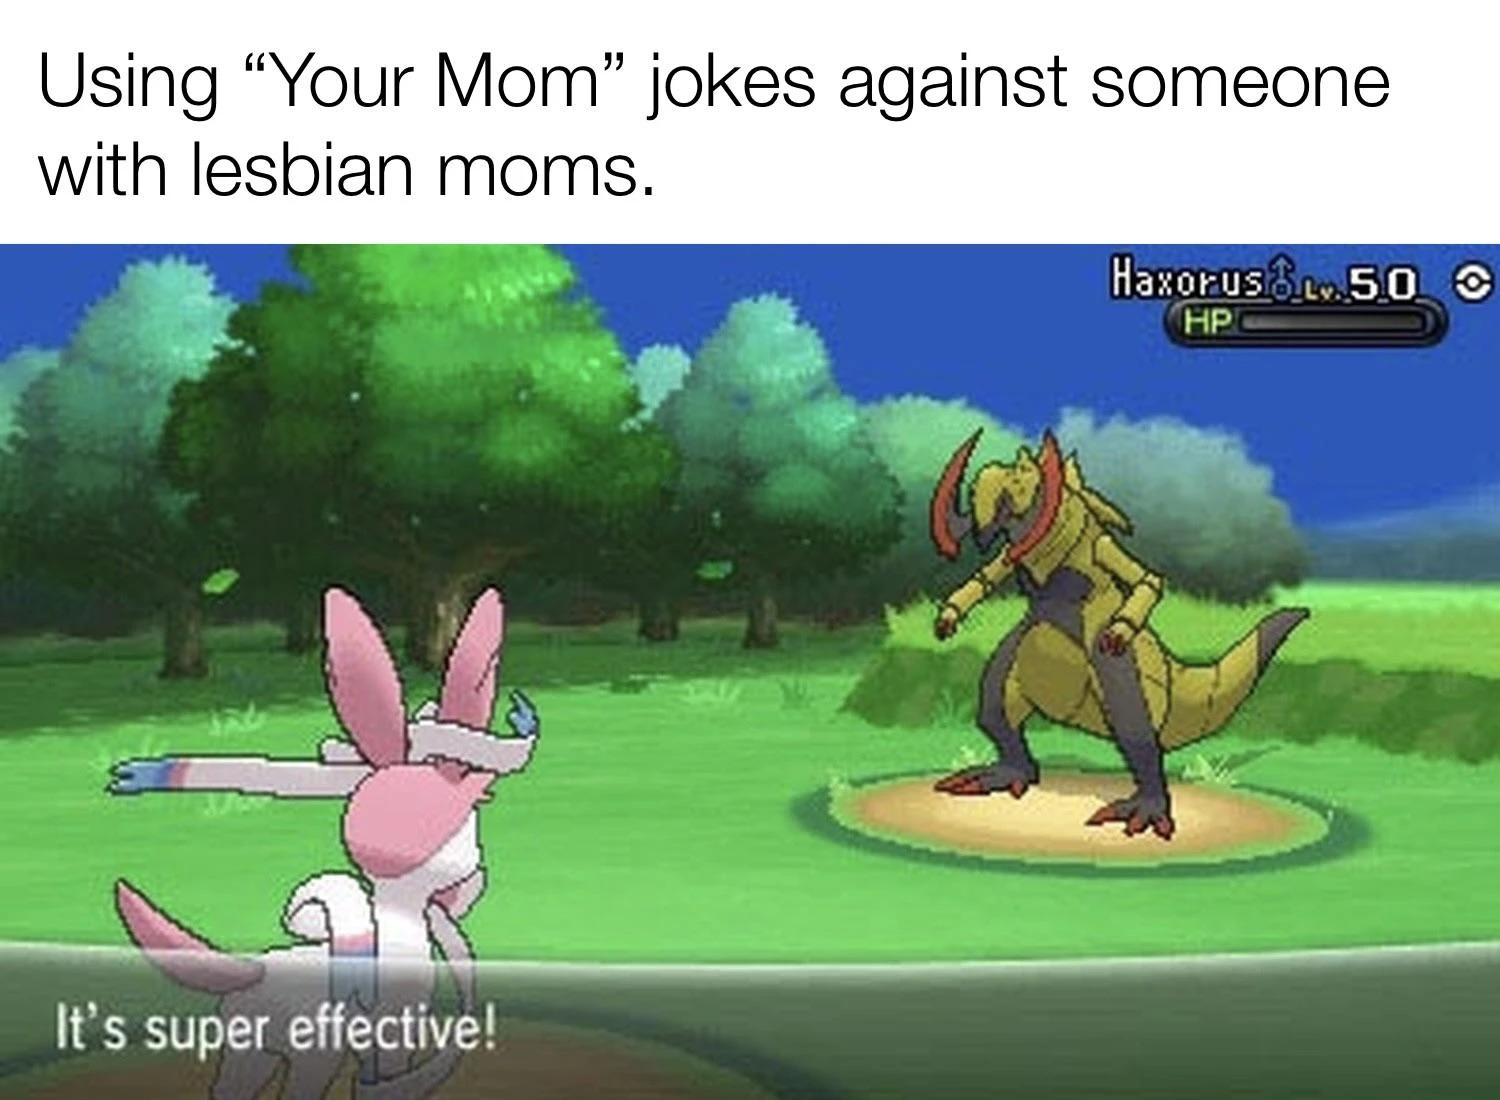 Using “Your Mom” jokes against someone
with lesbian moms.
Haxorus♂ Lv.50
HP
It's super effective!